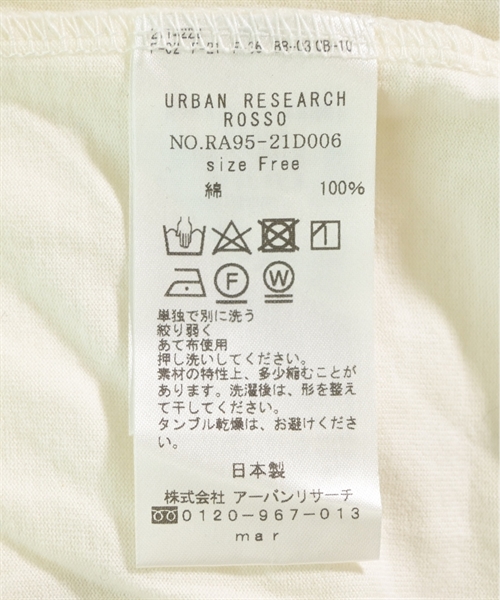 URBAN RESEARCH
ROSSO
NO.RA95-21D006
size Free
綿 100%
F
W
単独で別に洗う
絞り弱く
あて布使用
押し洗いしてください。
素材の特性上、多少縮むことが
あります。洗濯後は、形を整え
て干してください。
タンブル乾燥は、お避けくださ
い。
日本製
株式会社 アーバンリサーチ
0120-967-013
mar